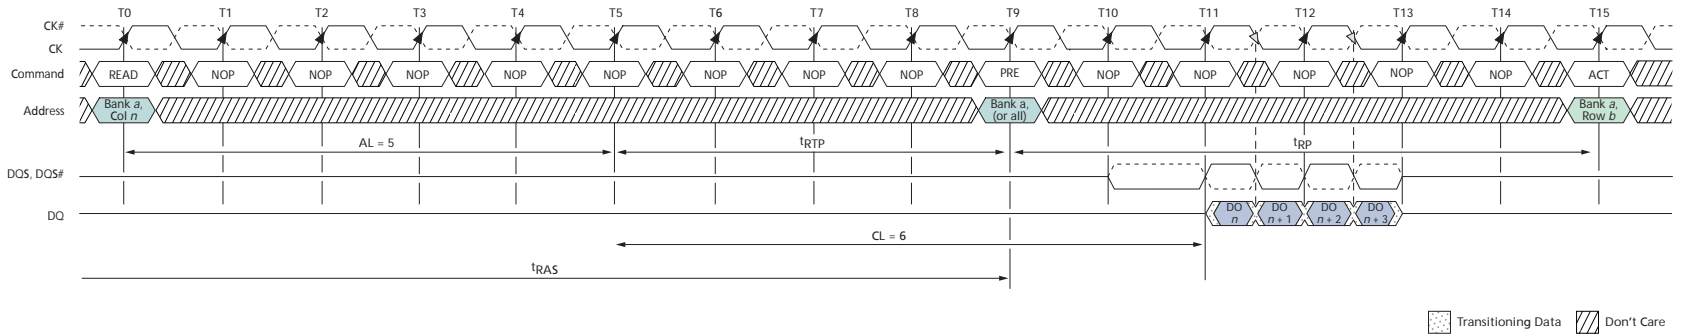 T0 T1 T2 T3 T4 T5 T6 T7 T8 T9 T10 T11 T12 T13 T14 T15
CK#
CK
Command READ NOP NOP NOP NOP NOP NOP NOP NOP PRE NOP NOP NOP NOP NOP ACT
Address Bank a, Col n Bank a, (or all) Bank a, Row b
AL = 5 tRTP tRP
DQS, DQS#
DQ DO n DO n + 1 DO n + 2 DO n + 3
CL = 6
tRAS
Transitioning Data Don't Care